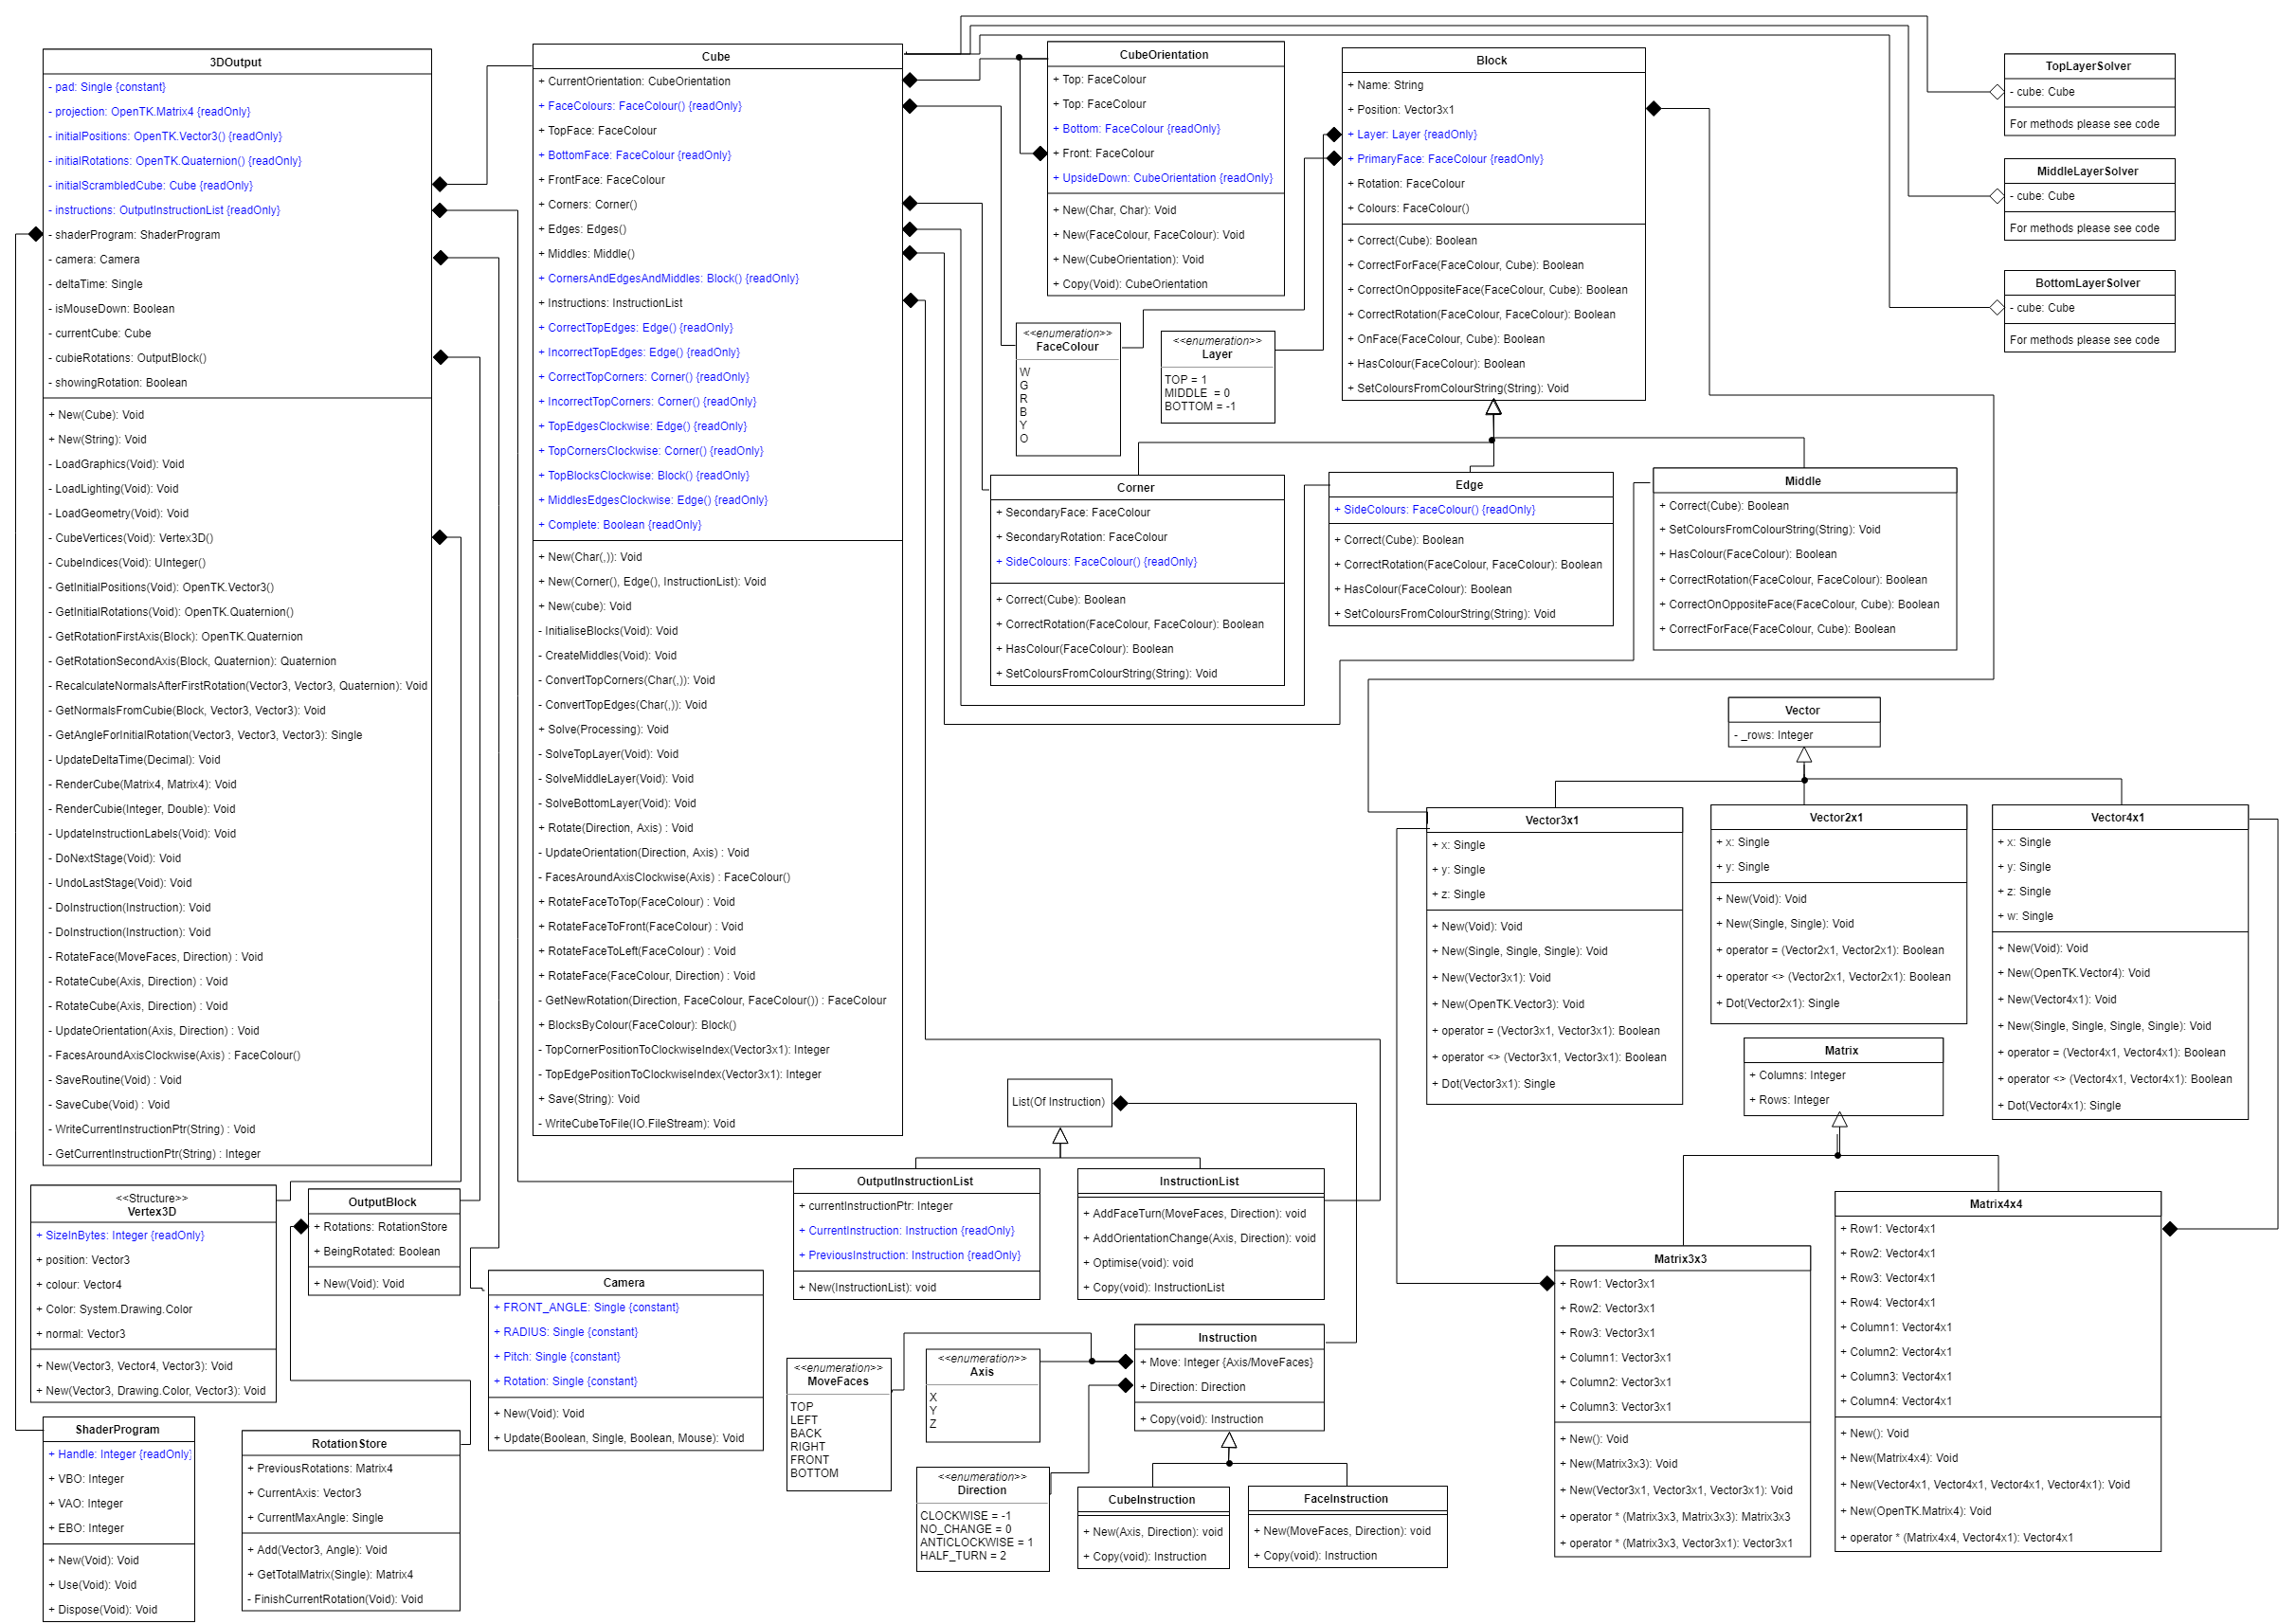 3DOutput
- pad: Single {constant}
- projection: OpenTK.Matrix4 {readOnly}
- initialPositions: OpenTK.Vector3() {readOnly}
- initialRotations: OpenTK.Quaternion() {readOnly}
- initialScrambledCube: Cube {readOnly}
- instructions: OutputInstructionList {readOnly}
- shaderProgram: ShaderProgram
- camera: Camera
- deltaTime: Single
- isMouseDown: Boolean
- currentCube: Cube
- cubieRotations: OutputBlock()
- showingRotation: Boolean
+ New(Cube): Void
+ New(String): Void
- LoadGraphics(Void): Void
- LoadLighting(Void): Void
- LoadGeometry(Void): Void
- CubeVertices(Void): Vertex3D()
- CubeIndices(Void): UInteger()
- GetInitialPositions(Void): OpenTK.Vector3()
- GetInitialRotations(Void): OpenTK.Quaternion()
- GetRotationFirstAxis(Block): OpenTK.Quaternion
- GetRotationSecondAxis(Block, Quaternion): Quaternion
- RecalculateNormalsAfterFirstRotation(Vector3, Vector3, Quaternion): Void
- GetNormalsFromCubie(Block, Vector3, Vector3): Void
- GetAngleForInitialRotation(Vector3, Vector3, Vector3): Single
- UpdateDeltaTime(Decimal): Void
- RenderCube(Matrix4, Matrix4): Void
- RenderCubie(Integer, Double): Void
- UpdateInstructionLabels(Void): Void
- DoNextStage(Void): Void
- UndoLastStage(Void): Void
- DoInstruction(Instruction): Void
- DoInstruction(Instruction): Void
- RotateFace(MoveFaces, Direction) : Void
- RotateCube(Axis, Direction) : Void
- RotateCube(Axis, Direction) : Void
- UpdateOrientation(Axis, Direction) : Void
- FacesAroundAxisClockwise(Axis) : FaceColour()
- SaveRoutine(Void) : Void
- SaveCube(Void) : Void
- WriteCurrentInstructionPtr(String) : Void
- GetCurrentInstructionPtr(String) : Integer
Cube
+ CurrentOrientation: CubeOrientation
+ FaceColours: FaceColour() {readOnly}
+ TopFace: FaceColour
+ BottomFace: FaceColour {readOnly}
+ FrontFace: FaceColour
+ Corners: Corner()
+ Edges: Edges()
+ Middles: Middle()
+ CornersAndEdgesAndMiddles: Block() {readOnly}
+ Instructions: InstructionList
+ CorrectTopEdges: Edge() {readOnly}
+ IncorrectTopEdges: Edge() {readOnly}
+ CorrectTopCorners: Corner() {readOnly}
+ IncorrectTopCorners: Corner() {readOnly}
+ TopEdgesClockwise: Edge() {readOnly}
+ TopCornersClockwise: Corner() {readOnly}
+ TopBlocksClockwise: Block() {readOnly}
+ MiddlesEdgesClockwise: Edge() {readOnly}
+ Complete: Boolean {readOnly}
+ New(Char(,)): Void
+ New(Corner(), Edge(), InstructionList): Void
+ New(cube): Void
- InitialiseBlocks(Void): Void
- CreateMiddles(Void): Void
- ConvertTopCorners(Char(,)): Void
- ConvertTopEdges(Char(,)): Void
+ Solve(Processing): Void
- SolveTopLayer(Void): Void
- SolveMiddleLayer(Void): Void
- SolveBottomLayer(Void): Void
+ Rotate(Direction, Axis) : Void
- UpdateOrientation(Direction, Axis) : Void
- FacesAroundAxisClockwise(Axis) : FaceColour()
+ RotateFaceToTop(FaceColour) : Void
+ RotateFaceToFront(FaceColour) : Void
+ RotateFaceToLeft(FaceColour) : Void
+ RotateFace(FaceColour, Direction) : Void
- GetNewRotation(Direction, FaceColour, FaceColour()) : FaceColour
+ BlocksByColour(FaceColour): Block()
- TopCornerPositionToClockwiseIndex(Vector3x1): Integer
- TopEdgePositionToClockwiseIndex(Vector3x1): Integer
+ Save(String): Void
- WriteCubeToFile(IO.FileStream): Void
CubeOrientation
+ Top: FaceColour
+ Top: FaceColour
+ Bottom: FaceColour {readOnly}
+ Front: FaceColour
+ UpsideDown: CubeOrientation {readOnly}
+ New(Char, Char): Void
+ New(FaceColour, FaceColour): Void
+ New(CubeOrientation): Void
+ Copy(Void): CubeOrientation
Block
+ Name: String
+ Position: Vector3x1
+ Layer: Layer {readOnly}
+ PrimaryFace: FaceColour {readOnly}
+ Rotation: FaceColour
+ Colours: FaceColour()
+ Correct(Cube): Boolean
+ CorrectForFace(FaceColour, Cube): Boolean
+ CorrectOnOppositeFace(FaceColour, Cube): Boolean
+ CorrectRotation(FaceColour, FaceColour): Boolean
+ OnFace(FaceColour, Cube): Boolean
+ HasColour(FaceColour): Boolean
+ SetColoursFromColourString(String): Void
TopLayerSolver
- cube: Cube
For methods please see code
MiddleLayerSolver
- cube: Cube
For methods please see code
BottomLayerSolver
- cube: Cube
For methods please see code
<<enumeration>>
FaceColour
W
G
R
B
Y
O
<<enumeration>>
Layer
TOP = 1
MIDDLE = 0
BOTTOM = -1
Corner
+ SecondaryFace: FaceColour
+ SecondaryRotation: FaceColour
+ SideColours: FaceColour() {readOnly}
+ Correct(Cube): Boolean
+ CorrectRotation(FaceColour, FaceColour): Boolean
+ HasColour(FaceColour): Boolean
+ SetColoursFromColourString(String): Void
Edge
+ SideColours: FaceColour() {readOnly}
+ Correct(Cube): Boolean
+ CorrectRotation(FaceColour, FaceColour): Boolean
+ HasColour(FaceColour): Boolean
+ SetColoursFromColourString(String): Void
Middle
+ Correct(Cube): Boolean
+ SetColoursFromColourString(String): Void
+ HasColour(FaceColour): Boolean
+ CorrectRotation(FaceColour, FaceColour): Boolean
+ CorrectOnOppositeFace(FaceColour, Cube): Boolean
+ CorrectForFace(FaceColour, Cube): Boolean
Vector
- _rows: Integer
Vector3x1
+ x: Single
+ y: Single
+ z: Single
+ New(Void): Void
+ New(Single, Single, Single): Void
+ New(Vector3x1): Void
+ New(OpenTK.Vector3): Void
+ operator = (Vector3x1, Vector3x1): Boolean
+ operator <> (Vector3x1, Vector3x1): Boolean
+ Dot(Vector3x1): Single
Vector2x1
+ x: Single
+ y: Single
+ New(Void): Void
+ New(Single, Single): Void
+ operator = (Vector2x1, Vector2x1): Boolean
+ operator <> (Vector2x1, Vector2x1): Boolean
+ Dot(Vector2x1): Single
Vector4x1
+ x: Single
+ y: Single
+ z: Single
+ w: Single
+ New(Void): Void
+ New(OpenTK.Vector4): Void
+ New(Vector4x1): Void
+ New(Single, Single, Single, Single): Void
+ operator = (Vector4x1, Vector4x1): Boolean
+ operator <> (Vector4x1, Vector4x1): Boolean
+ Dot(Vector4x1): Single
Matrix
+ Columns: Integer
+ Rows: Integer
List(Of Instruction)
OutputInstructionList
+ currentInstructionPtr: Integer
+ CurrentInstruction: Instruction {readOnly}
+ PreviousInstruction: Instruction {readOnly}
+ New(InstructionList): void
InstructionList
+ AddFaceTurn(MoveFaces, Direction): void
+ AddOrientationChange(Axis, Direction): void
+ Optimise(void): void
+ Copy(void): InstructionList
<<Structure>>
Vertex3D
+ SizeInBytes: Integer {readOnly}
+ position: Vector3
+ colour: Vector4
+ Color: System.Drawing.Color
+ normal: Vector3
+ New(Vector3, Vector4, Vector3): Void
+ New(Vector3, Drawing.Color, Vector3): Void
OutputBlock
+ Rotations: RotationStore
+ BeingRotated: Boolean
+ New(Void): Void
Camera
+ FRONT_ANGLE: Single {constant}
+ RADIUS: Single {constant}
+ Pitch: Single {constant}
+ Rotation: Single {constant}
+ New(Void): Void
+ Update(Boolean, Single, Boolean, Mouse): Void
ShaderProgram
+ Handle: Integer {readOnly}
+ VBO: Integer
+ VAO: Integer
+ EBO: Integer
+ New(Void): Void
+ Use(Void): Void
+ Dispose(Void): Void
RotationStore
+ PreviousRotations: Matrix4
+ CurrentAxis: Vector3
+ CurrentMaxAngle: Single
+ Add(Vector3, Angle): Void
+ GetTotalMatrix(Single): Matrix4
- FinishCurrentRotation(Void): Void
<<enumeration>>
MoveFaces
TOP
LEFT
BACK
RIGHT
FRONT
BOTTOM
<<enumeration>>
Axis
X
Y
Z
Instruction
+ Move: Integer {Axis/MoveFaces}
+ Direction: Direction
+ Copy(void): Instruction
<<enumeration>>
Direction
CLOCKWISE = -1
NO_CHANGE = 0
ANTICLOCKWISE = 1
HALF_TURN = 2
CubeInstruction
+ New(Axis, Direction): void
+ Copy(void): Instruction
FaceInstruction
+ New(MoveFaces, Direction): void
+ Copy(void): Instruction
Matrix3x3
+ Row1: Vector3x1
+ Row2: Vector3x1
+ Row3: Vector3x1
+ Column1: Vector3x1
+ Column2: Vector3x1
+ Column3: Vector3x1
+ New(): Void
+ New(Matrix3x3): Void
+ New(Vector3x1, Vector3x1, Vector3x1): Void
+ operator * (Matrix3x3, Matrix3x3): Matrix3x3
+ operator * (Matrix3x3, Vector3x1): Vector3x1
Matrix4x4
+ Row1: Vector4x1
+ Row2: Vector4x1
+ Row3: Vector4x1
+ Row4: Vector4x1
+ Column1: Vector4x1
+ Column2: Vector4x1
+ Column3: Vector4x1
+ Column4: Vector4x1
+ New(): Void
+ New(Matrix4x4): Void
+ New(Vector4x1, Vector4x1, Vector4x1, Vector4x1): Void
+ New(OpenTK.Matrix4): Void
+ operator * (Matrix4x4, Vector4x1): Vector4x1